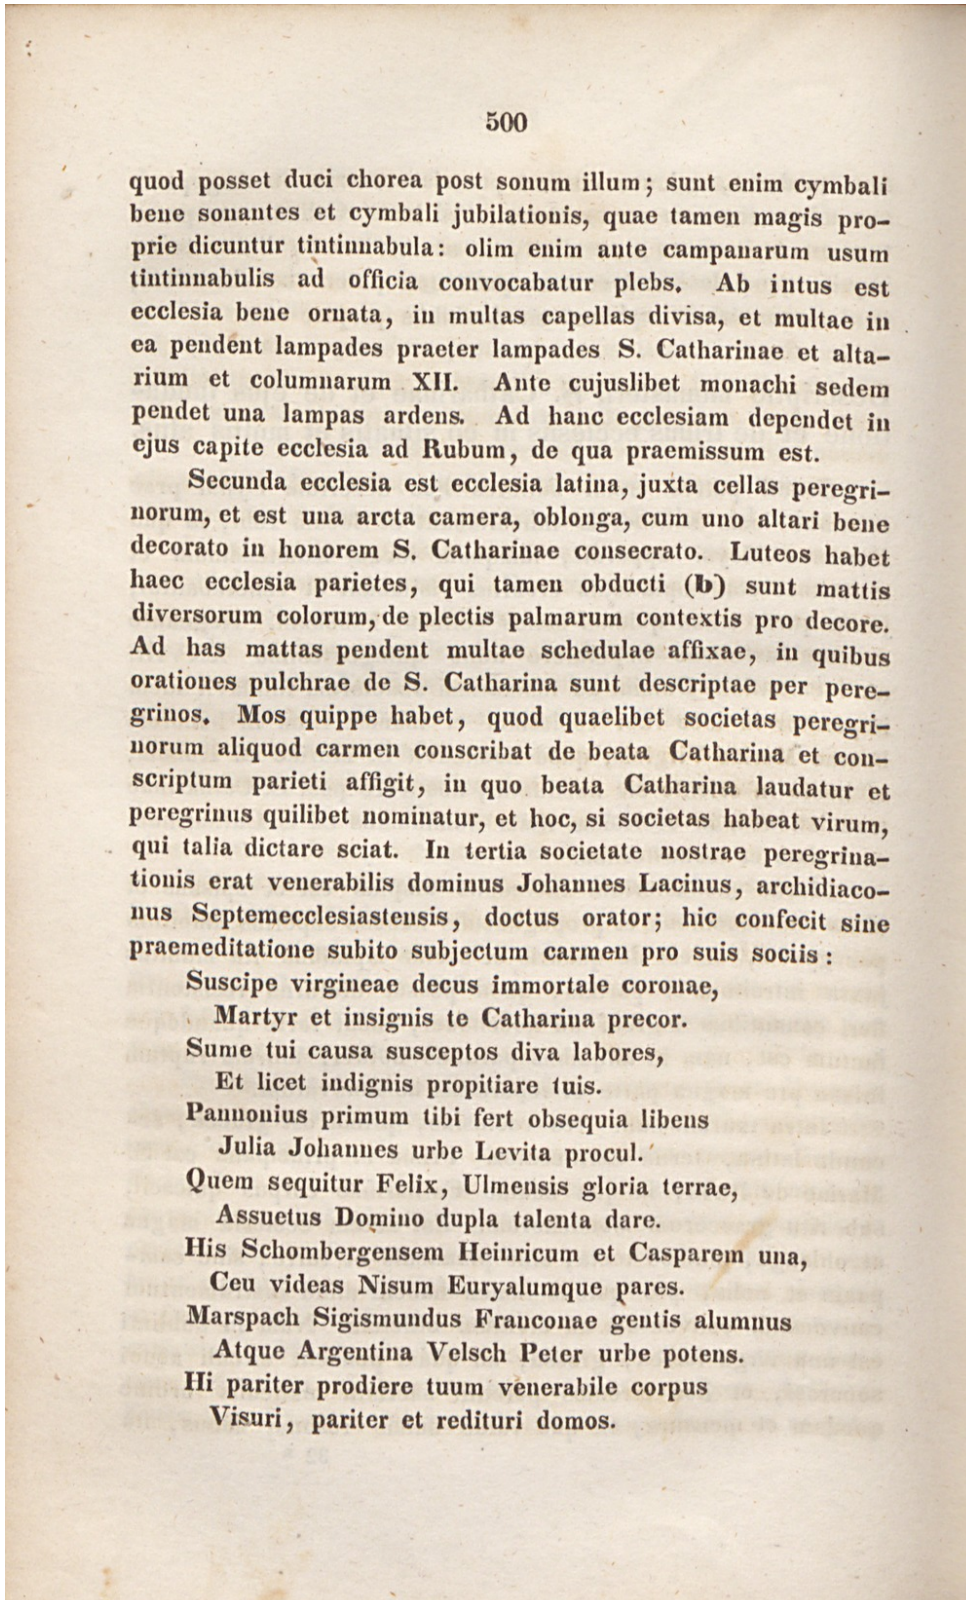 500
quod posset duci chorea post sonum illum; sunt enim cymbali
bene sonantes et cymbali jubilationis, quae tamen magis pro-
prie dicuntur tintinnabula: olim enim ante campanarum usum
tintinnabulis ad officia convocabatur plebs. Ab intus est
ecclesia bene ornata, in multas capellas divisa, et multae in
ea pendent lampades praeter lampades S. Catharinae et alta-
rium et columnarum XII. Ante cujuslibet monachi sedem
pendet una lampas ardens. Ad hanc ecclesiam dependet in
ejus capite ecclesia ad Rubum, de qua praemissum est.
Secunda ecclesia est ecclesia latina, juxta cellas peregri-
norum, et est una arcta camera, oblonga, cum uno altari bene
decorato in honorem S. Catharinae consecrato. Luteos habet
haec ecclesia parietes, qui tamen obducti (b) sunt mattis
diversorum colorum, de plectis palmarum contextis pro decore.
Ad has mattas pendent multae schedulae affixae, in quibus
orationes pulchrae de S. Catharina sunt descriptae per pere-
grinos. Mos quippe habet, quod quaelibet societas peregri-
norum aliquod carmen conscribat de beata Catharina et con-
scriptum parieti affigit, in quo beata Catharina laudatur et
peregrinus quilibet nominatur, et hoc, si societas habeat virum,
qui talia dictare sciat. In tertia societate nostrae peregrina-
tionis erat venerabilis dominus Johannes Lacinus, archidiaco-
nus Septemecclesiastensis, doctus orator; hic confecit sine
praemeditatione subito subjectum carmen pro suis sociis:
Suscipe virgineae decus immortale coronae,
Martyr et insignis te Catharina precor.
Sume tui causa susceptos diva labores,
Et licet indignis propitiare tuis.
Pannonius primum tibi fert obsequia libens
Julia Johannes urbe Levita procul.
Quem sequitur Felix, Ulmensis gloria terrae,
Assuetus Domino dupla talenta dare.
His Schombergensem Heinricum et Casparem una,
Ceu videas Nisum Euryalumque pares.
Marspach Sigismundus Franconae gentis alumnus
Atque Argentina Velsch Peter urbe potens.
Hi pariter prodiere tuum venerabile corpus
Visuri, pariter et redituri domos.